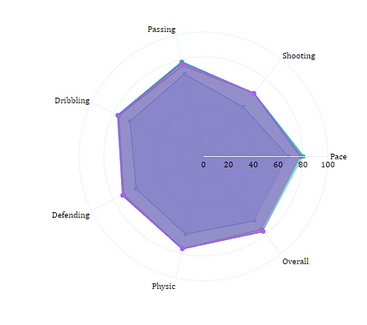 Passing
Shooting
Dribbling
Pace
0 20 40 60 80 100
Defending
Overall
Physic